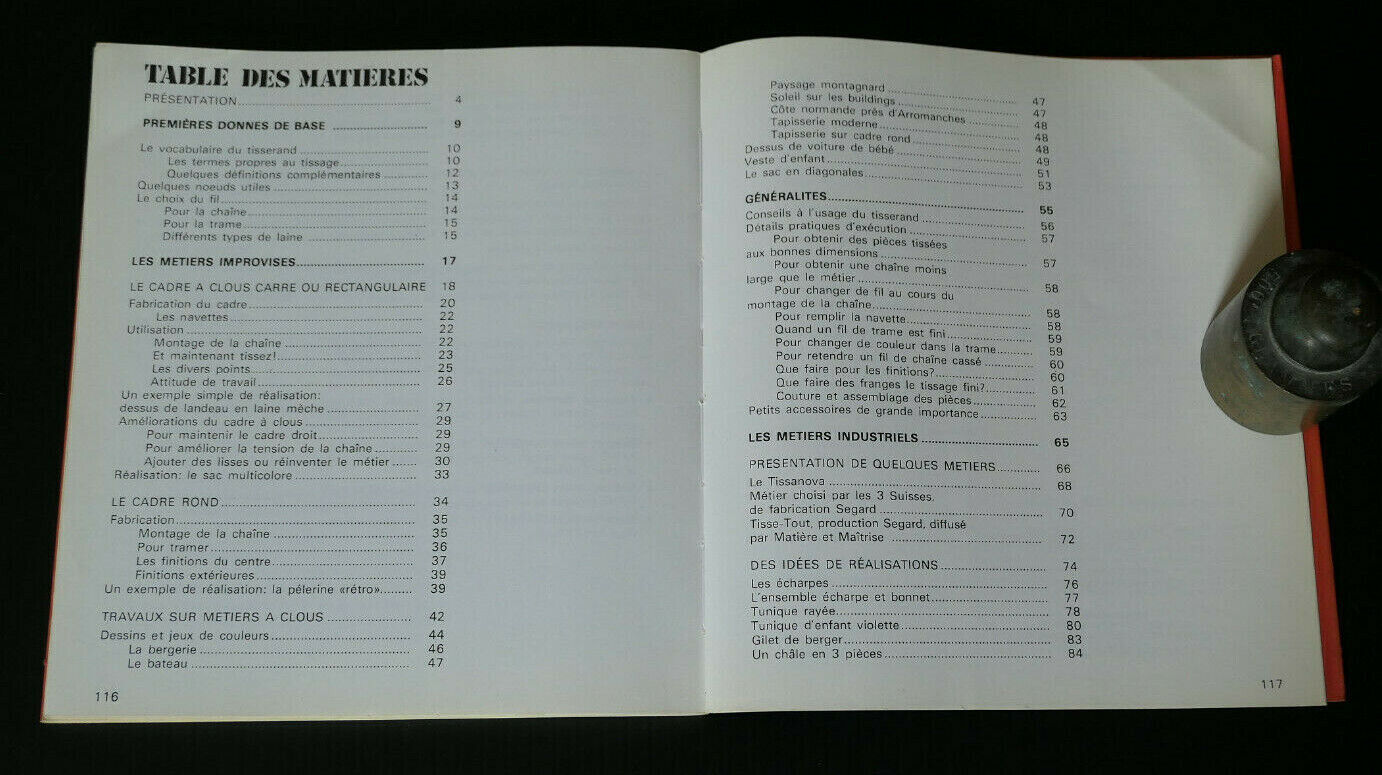 TABLE DES MATIERES
PRÉSENTATION 4
PREMIÈRES DONNES DE BASE 9
Le vocabulaire du tisserand 10
Les termes propres au tissage 10
Quelques définitions complémentaires 12
Quelques noeuds utiles 13
Le choix du fil 14
Pour la chaîne 14
Pour la trame 15
Différents types de laine 15
LES METIERS IMPROVISES 17
LE CADRE A CLOUS CARRE OU RECTANGULAIRE 18
Fabrication du cadre 20
Les navettes 22
Utilisation 22
Montage de la chaîne 22
Et maintenant tissez! 23
Les divers points 25
Attitude de travail 26
Un exemple simple de réalisation:
dessus de landeau en laine mêche 27
Améliorations du cadre à clous 29
Pour maintenir le cadre droit 29
Pour améliorer la tension de la chaîne 29
Ajouter des lisses ou réinventer le métier 30
Réalisation: le sac multicolore 33
LE CADRE ROND 34
Fabrication 35
Montage de la chaîne 35
Pour tramer 36
Les finitions du centre 37
Finitions extérieures 39
Un exemple de réalisation: la pélerine «rétro» 39
TRAVAUX SUR METIERS A CLOUS 42
Dessins et jeux de couleurs 44
La bergerie 46
Le bateau 47
116
Paysage montagnard 47
Soleil sur les buildings 47
Côte normande près d'Arromanches 48
Tapisserie moderne 48
Tapisserie sur cadre rond 48
Dessus de voiture de bébé 49
Veste d'enfant 51
Le sac en diagonales 53
GÉNÉRALITES 55
Conseils à l'usage du tisserand 56
Détails pratiques d'exécution 57
Pour obtenir des pièces tissées
aux bonnes dimensions 57
Pour obtenir une chaîne moins
large que le métier 58
Pour changer de fil au cours du
montage de la chaîne 58
Pour remplir la navette 58
Quand un fil de trame est fini 59
Pour changer de couleur dans la trame 59
Pour retendre un fil de chaîne cassé 60
Que faire pour les finitions? 60
Que faire des franges le tissage fini? 61
Couture et assemblage des pièces 62
Petits accessoires de grande importance 63
LES METIERS INDUSTRIELS 65
PRESENTATION DE QUELQUES METIERS 66
Le Tissanova 68
Métier choisi par les 3 Suisses,
de fabrication Segard 70
Tisse-Tout, production Segard, diffusé
par Matière et Maîtrise 72
DES IDÉES DE RÉALISATIONS 74
Les écharpes 76
L'ensemble écharpe et bonnet 77
Tunique rayée 78
Tunique d'enfant violette 80
Gilet de berger 83
Un châle en 3 pièces 84
117